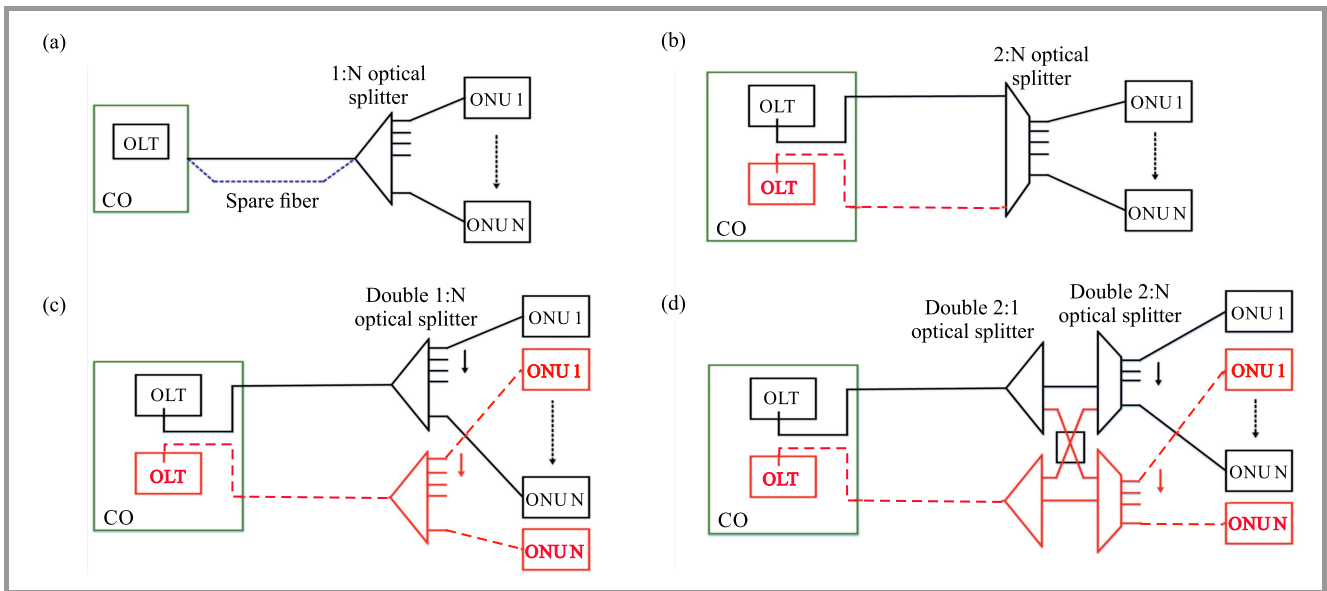 (a)
1:N optical
splitter
ONU 1
OLT
CO
Spare fiber
ONU N
(b)
2:N optical
splitter
OLT
ONU 1
OLT
CO
ONU N
(c)
Double 1:N
optical splitter
ONU 1
ONU 1
OLT
OLT
CO
ONU N
ONU N
(d)
Double 2:1
optical splitter
Double 2:N
optical splitter
ONU 1
ONU 1
OLT
OLT
CO
ONU N
ONU N